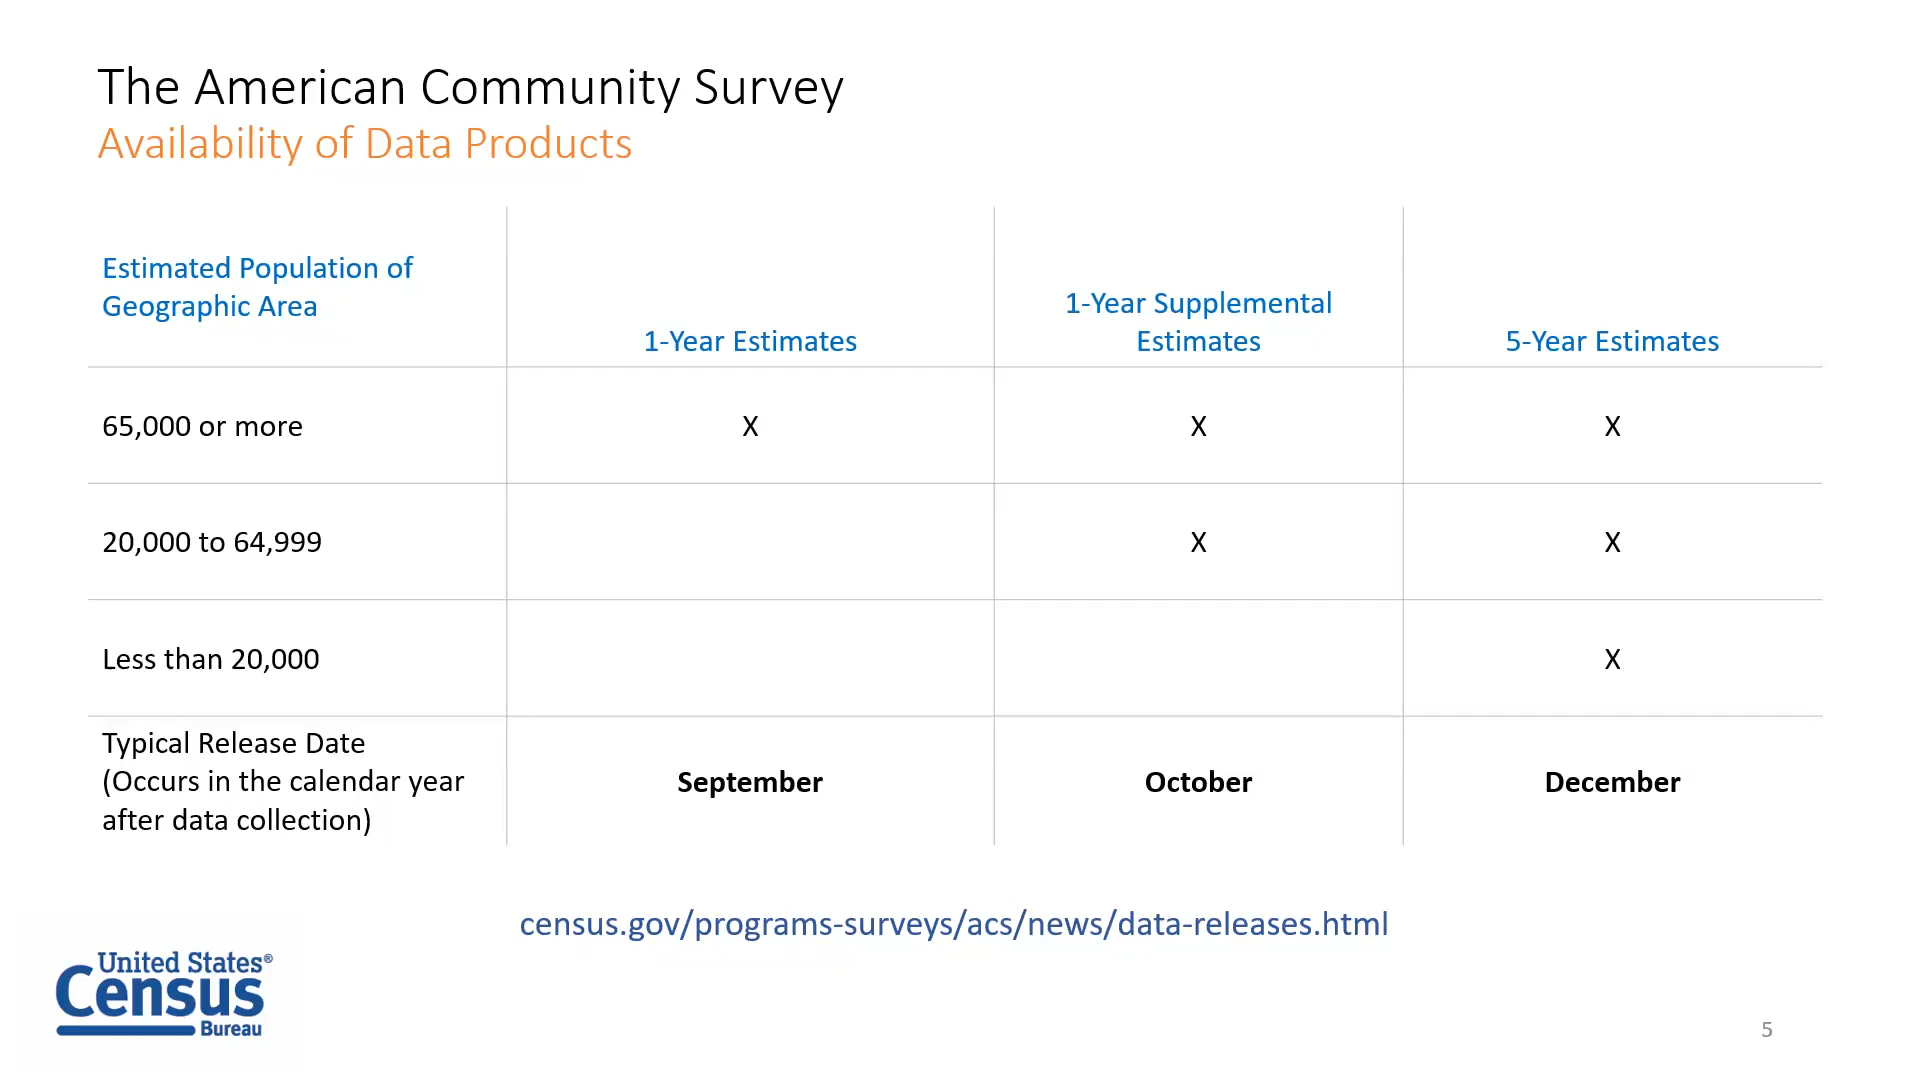 The American Community Survey
Availability of Data Products
Estimated Population of
Geographic Area
1-Year Estimates
1-Year Supplemental
Estimates
5-Year Estimates
65,000 or more
X
X
X
20,000 to 64,999
X
X
Less than 20,000
X
Typical Release Date
(Occurs in the calendar year
after data collection)
September
October
December
census.gov/programs-surveys/acs/news/data-releases.html
United States®
Census
Bureau
5